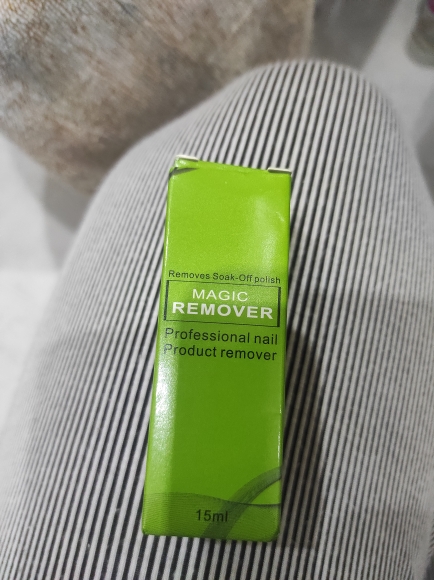 Removes Soak-Off polish
MAGIC
REMOVER
Professional nail
Product remover
15ml